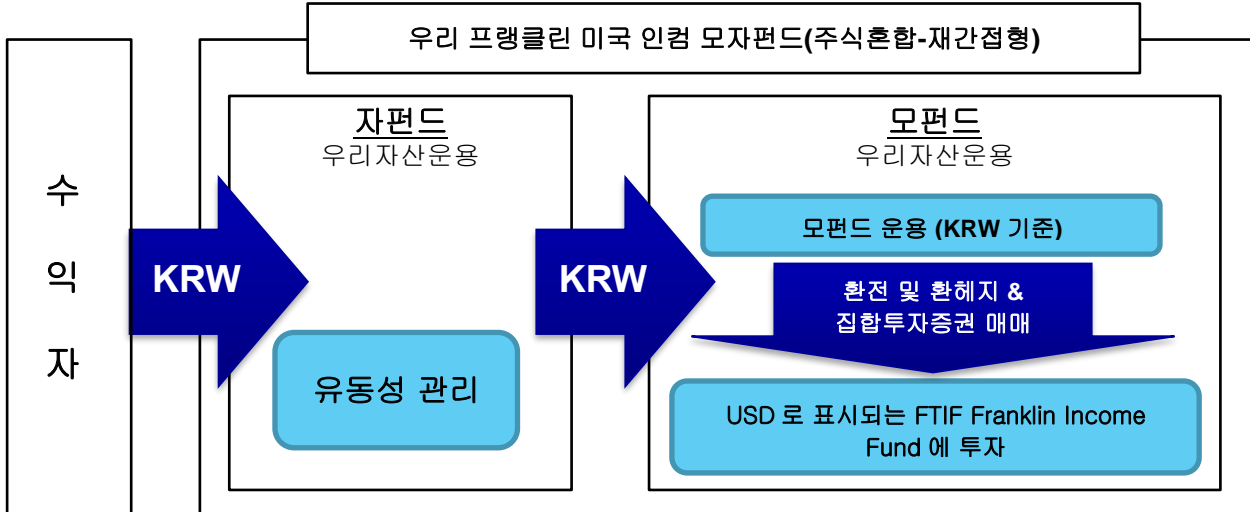 우리 프랭클린 미국 인컴 모자펀드(주식혼합-재간접형)
수
익
자
KRW
자펀드
우리자산운용
유동성 관리
KRW
모펀드
우리자산운용
모펀드 운용 (KRW 기준)
환전 및 환헤지 &
집합투자증권 매매
USD 로 표시되는 FTIF Franklin Income
Fund 에 투자